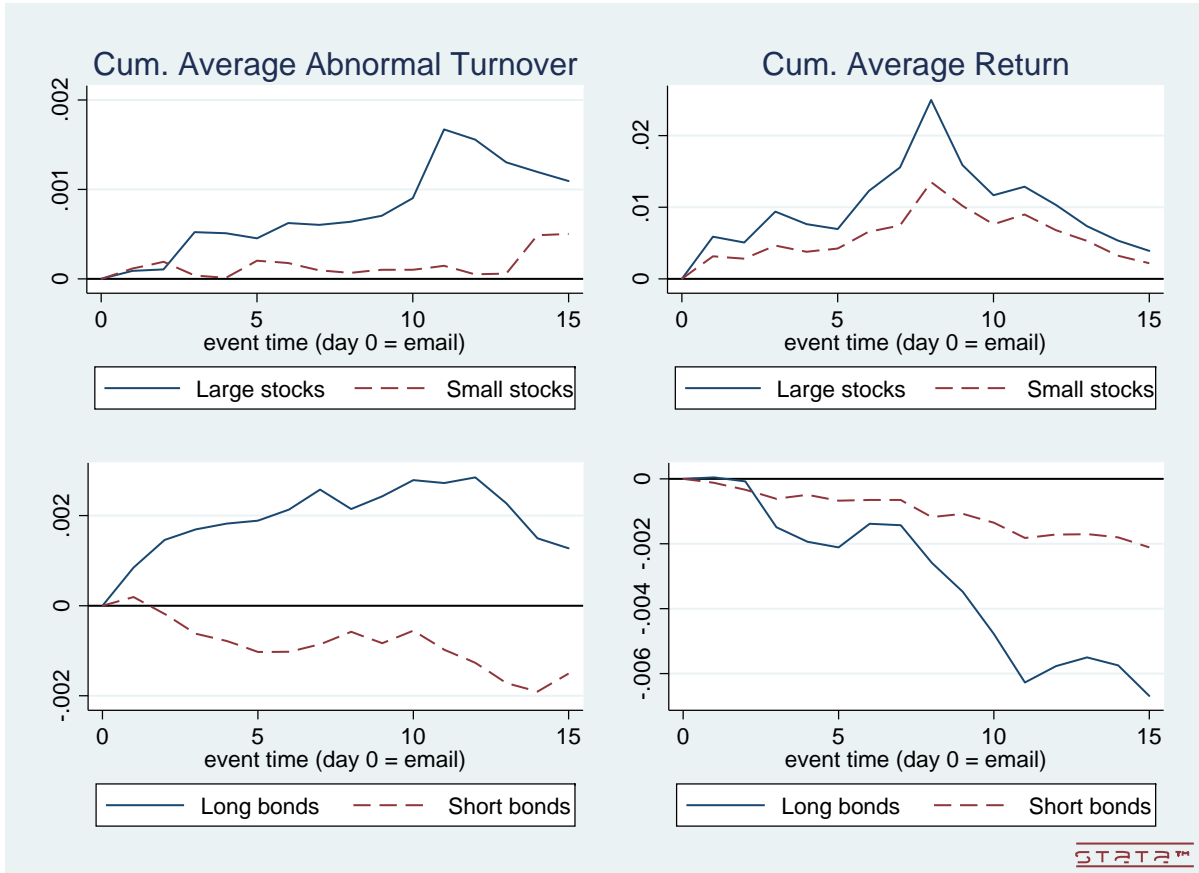 Cum. Average Abnormal Turnover
.002
.001
0
0 5 10 15
event time (day 0 = email)
Large stocks Small stocks
Cum. Average Return
.02
.01
0
0 5 10 15
event time (day 0 = email)
Large stocks Small stocks
.002
0
-.002
0 5 10 15
event time (day 0 = email)
Long bonds Short bonds
0
-.002
-.004
-.006
0 5 10 15
event time (day 0 = email)
Long bonds Short bonds
STATA™